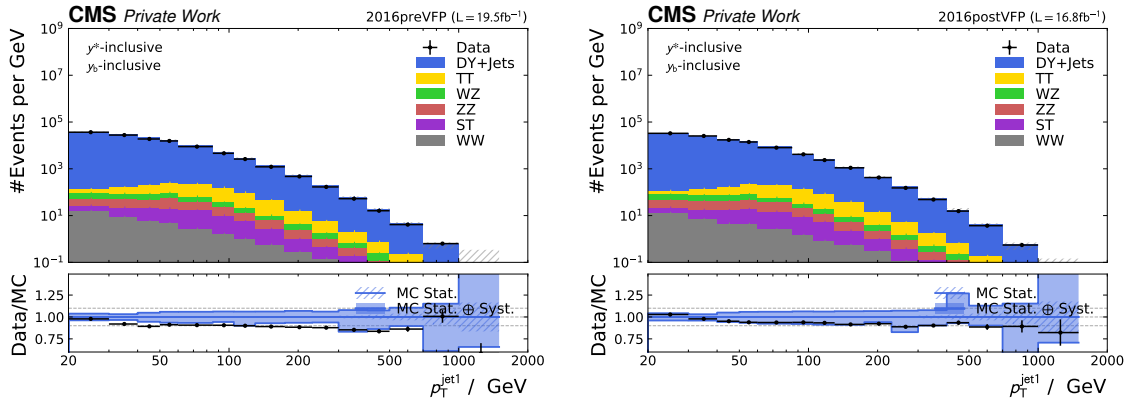 CMS Private Work
2016preVFP (L = 19.5fb⁻¹)
#Events per GeV
10⁹
10⁷
10⁵
10³
10¹
10⁻¹
y*-inclusive
y_b-inclusive
Data
DY+Jets
TT
WZ
ZZ
ST
WW
Data/MC
1.25
1.00
0.75
MC Stat.
MC Stat. ⊕ Syst.
20 50 100 200 500 1000 2000
p_T^jet1 / GeV
CMS Private Work
2016postVFP (L = 16.8fb⁻¹)
#Events per GeV
10⁹
10⁷
10⁵
10³
10¹
10⁻¹
y*-inclusive
y_b-inclusive
Data
DY+Jets
TT
WZ
ZZ
ST
WW
Data/MC
1.25
1.00
0.75
MC Stat.
MC Stat. ⊕ Syst.
20 50 100 200 500 1000 2000
p_T^jet1 / GeV